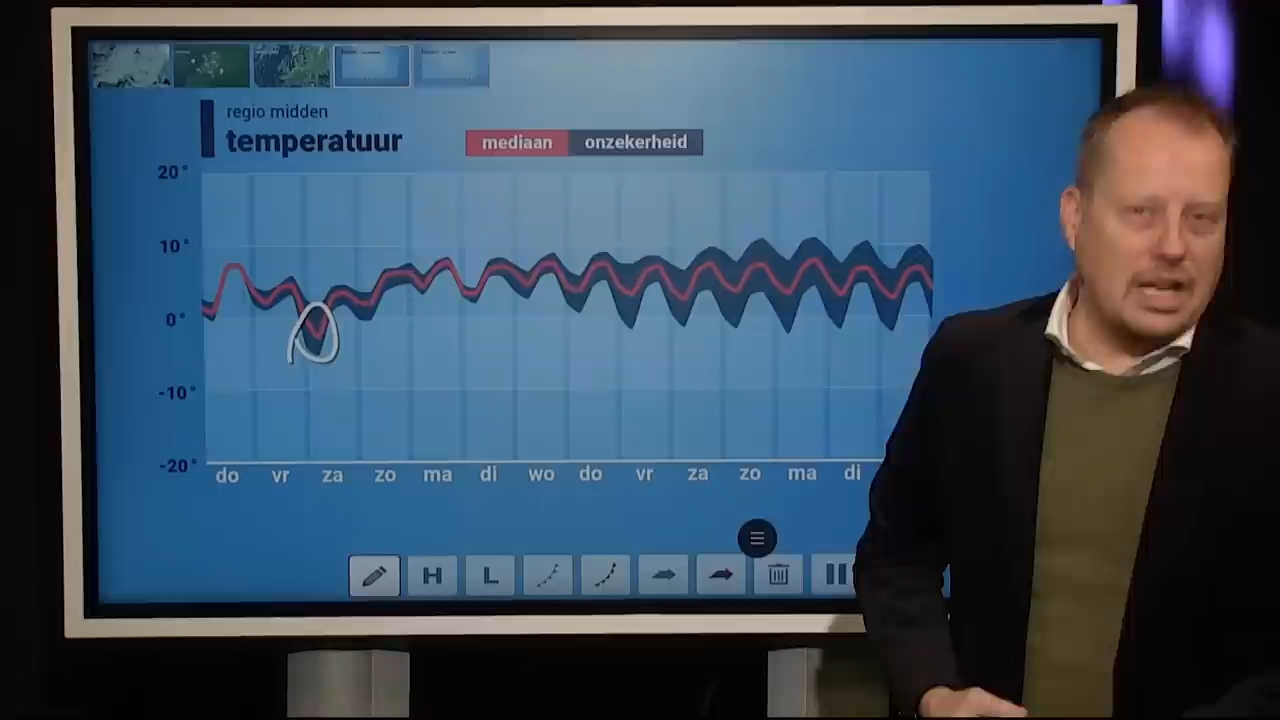 regio midden
temperatuur
mediaan onzekerheid
20°
10°
0°
-10°
-20°
do vr za zo ma di wo do vr za zo ma di
H L